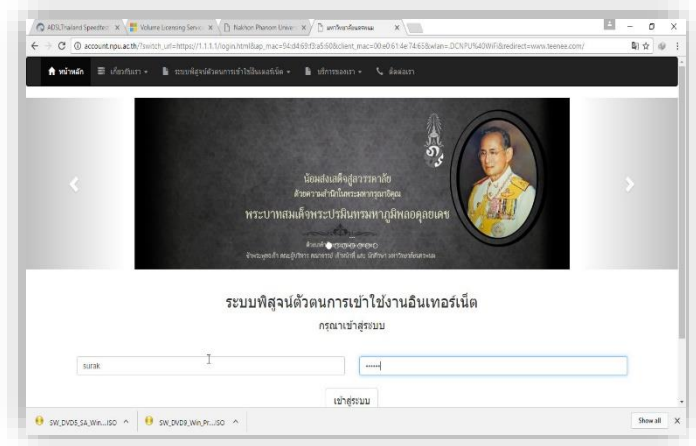 ADSLThailand Speedtest
Volume Licensing Servic
Nakhon Phanom Univer
มหาวิทยาลัยนครพนม
account.npu.ac.th/?switch_url=https://1.1.1.1/login.html&ap_mac=94:d4:69:f3:a5:60&client_mac=00:e0:61:4e:74:65&wlan=.DCNPU%40WiFi&redirect=www.teenee.com/
หน้าหลัก
เกี่ยวกับเรา
ระบบพิสูจน์ตัวตนการเข้าใช้อินเตอร์เน็ต
บริการของเรา
ติดต่อเรา
น้อมส่งเสด็จสู่สวรรคาลัย
ด้วยความสำนึกในพระมหากรุณาธิคุณ
พระบาทสมเด็จพระปรมินทรมหาภูมิพลอดุลยเดช
ระบบพิสูจน์ตัวตนการเข้าใช้งานอินเทอร์เน็ต
กรุณาเข้าสู่ระบบ
surak
เข้าสู่ระบบ
SW_DVD5_SA_Win....ISO
SW_DVD9_Win_Pr....ISO
Show all